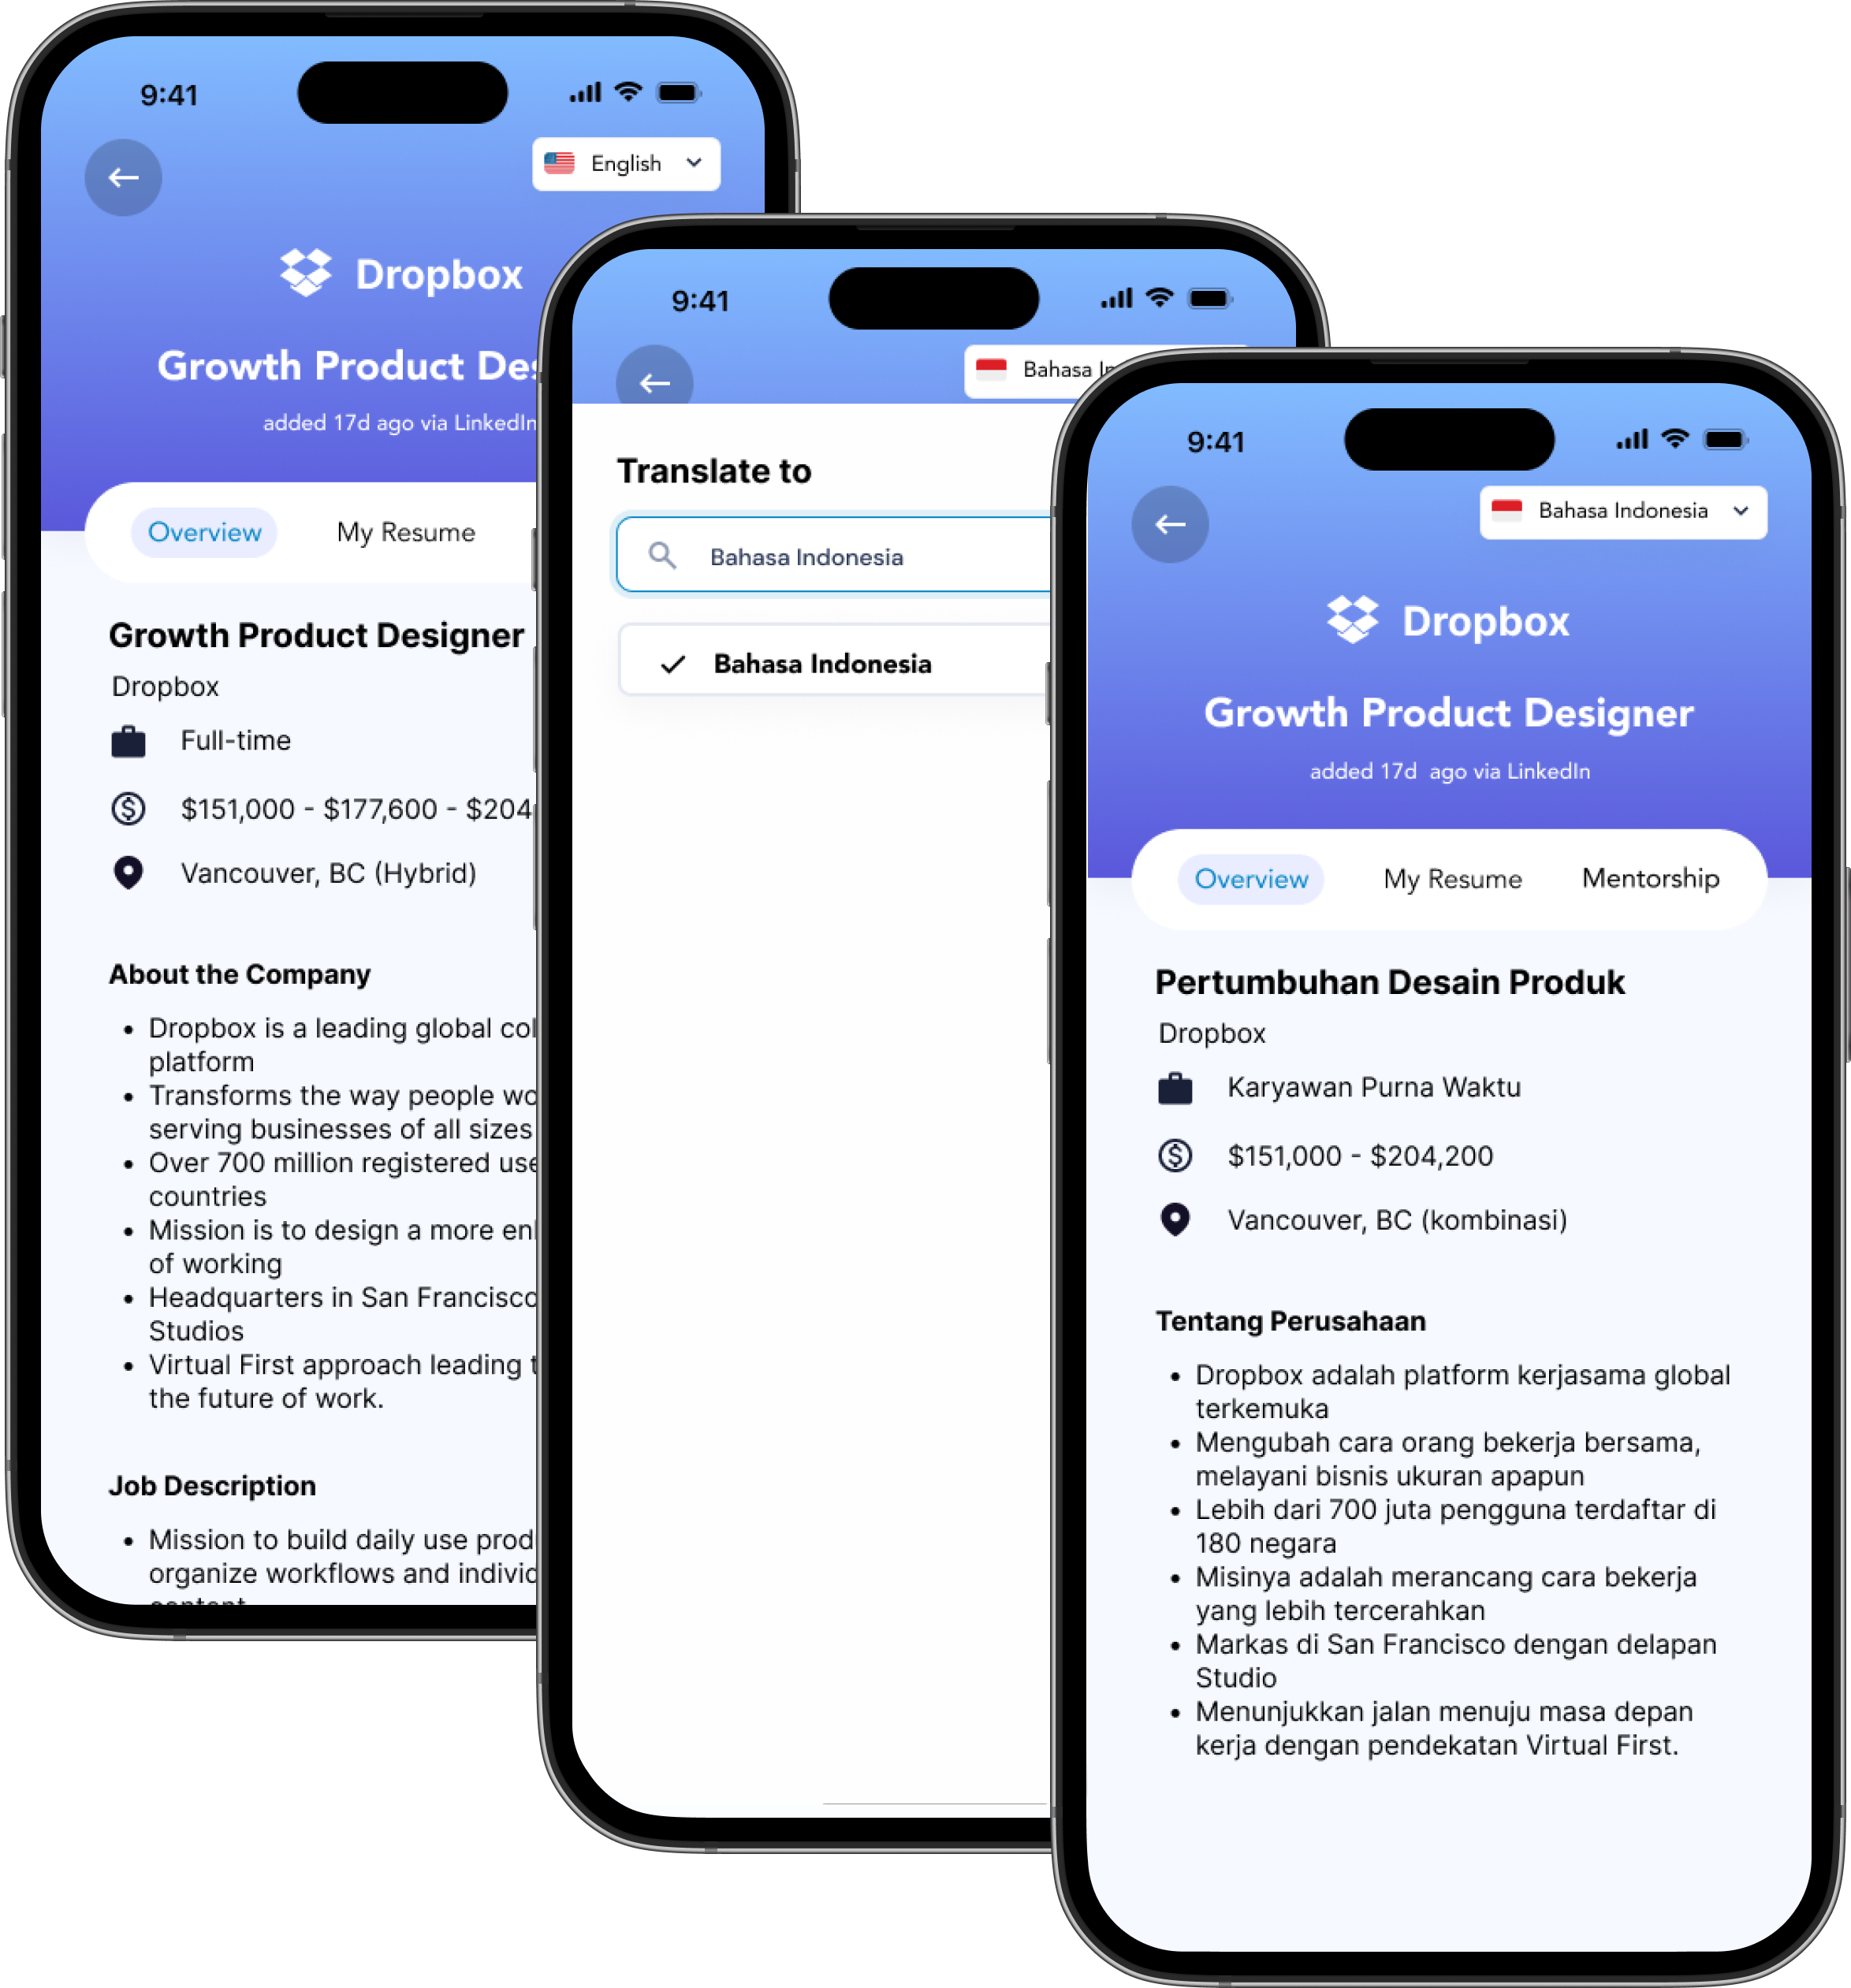 9:41
English
Dropbox
Growth Product
added 17d ago via LinkedIn
Overview
My Resume
Growth Product Designer
Dropbox
Full-time
$151,000 - $177,600 - $204
Vancouver, BC (Hybrid)
About the Company
• Dropbox is a leading global
platform
• Transforms the way people
serving businesses of all sizes
• Over 700 million registered
countries
• Mission is to design a more
of working
• Headquarters in San Francisco
Studios
• Virtual First approach leading
the future of work.
Job Description
• Mission to build daily use
organize workflows and
9:41
Bahasa
Translate to
Bahasa Indonesia
Bahasa Indonesia
9:41
Bahasa Indonesia
Dropbox
Growth Product Designer
added 17d ago via LinkedIn
Overview
My Resume
Mentorship
Pertumbuhan Desain Produk
Dropbox
Karyawan Purna Waktu
$151,000 - $204,200
Vancouver, BC (kombinasi)
Tentang Perusahaan
• Dropbox adalah platform kerjasama global
terkemuka
• Mengubah cara orang bekerja bersama,
melayani bisnis ukuran apapun
• Lebih dari 700 juta pengguna terdaftar di
180 negara
• Misinya adalah merancang cara bekerja
yang lebih tercerahkan
• Markas di San Francisco dengan delapan
Studio
• Menunjukkan jalan menuju masa depan
kerja dengan pendekatan Virtual First.